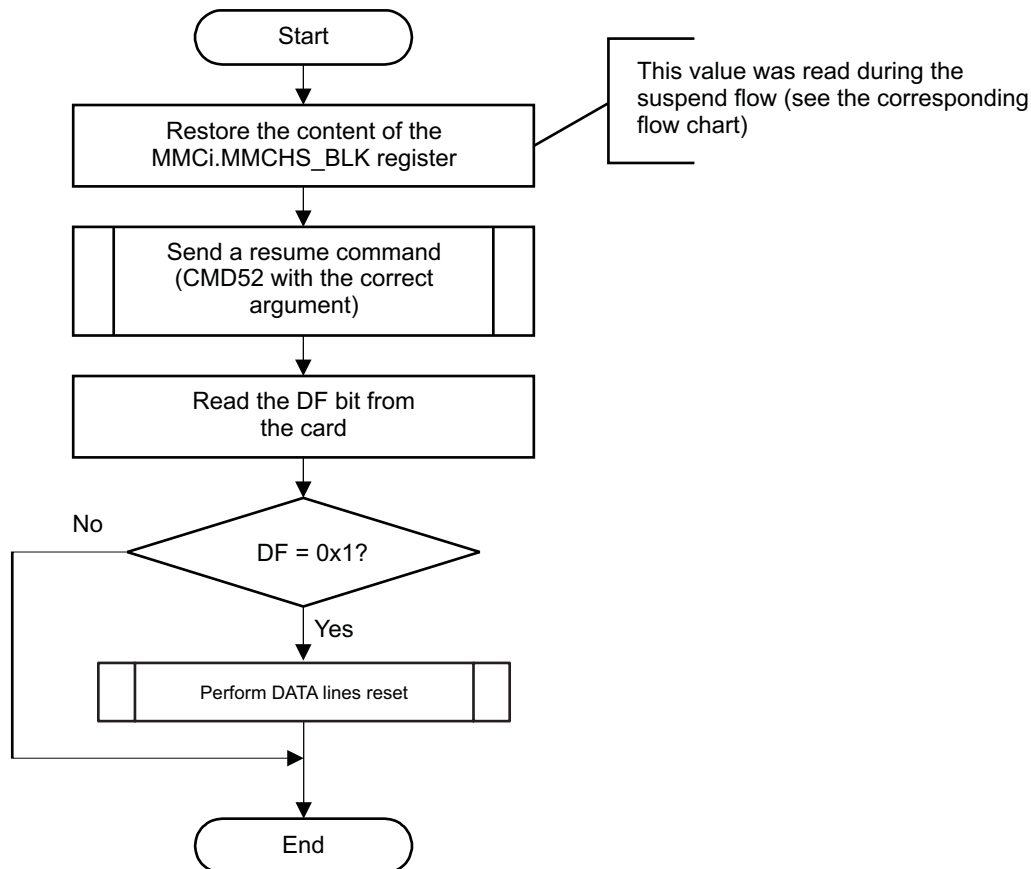 Start
This value was read during the
suspend flow (see the corresponding
flow chart)
Restore the content of the
MMCi.MMCHS_BLK register
Send a resume command
(CMD52 with the correct
argument)
Read the DF bit from
the card
No
DF = 0x1?
Yes
Perform DATA lines reset
End